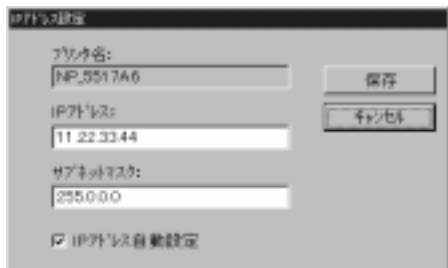 IPアドレス設定
プリンタ名:
NP_5517A6
保存
IPアドレス:
キャンセル
11.22.33.44
サブネットマスク:
255.0.0.0
IPアドレス自動設定